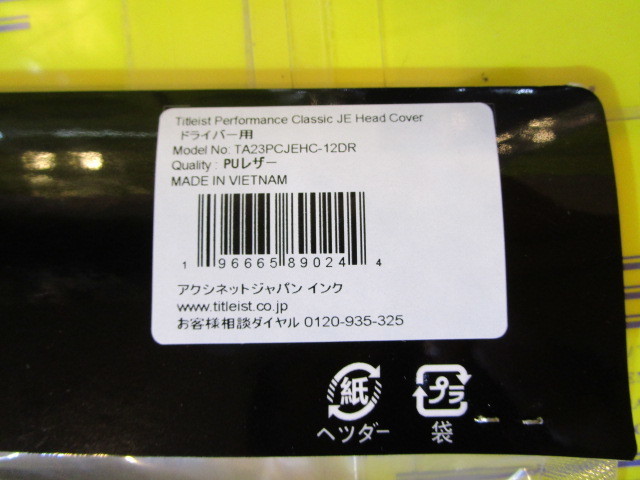 Titleist Performance Classic JE Head Cover
ドライバー用
Model No: TA23PCJEHC-12DR
Quality : PUレザー
MADE IN VIETNAM
1 96665 89024 4
アクシネットジャパン インク
www.titleist.co.jp
お客様相談ダイヤル 0120-935-325
紙 プラ
ヘッダー 袋